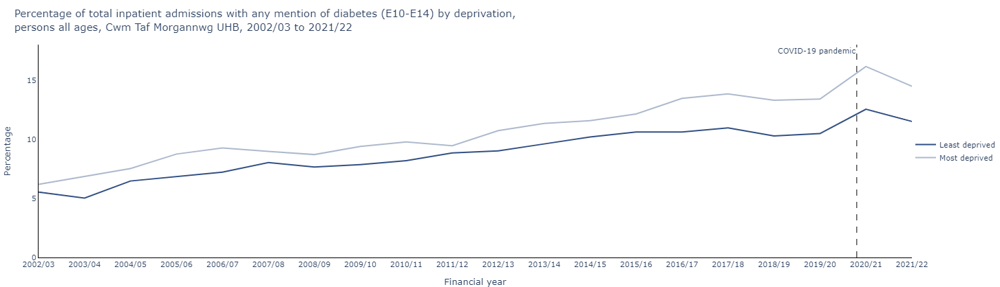 Percentage of total inpatient admissions with any mention of diabetes (E10-E14) by deprivation,
persons all ages, Cwm Taf Morgannwg UHB, 2002/03 to 2021/22
COVID-19 pandemic
15
10
5
0
Percentage
2002/03 2003/04 2004/05 2005/06 2006/07 2007/08 2008/09 2009/10 2010/11 2011/12 2012/13 2013/14 2014/15 2015/16 2016/17 2017/18 2018/19 2019/20 2020/21 2021/22
Financial year
Least deprived
Most deprived